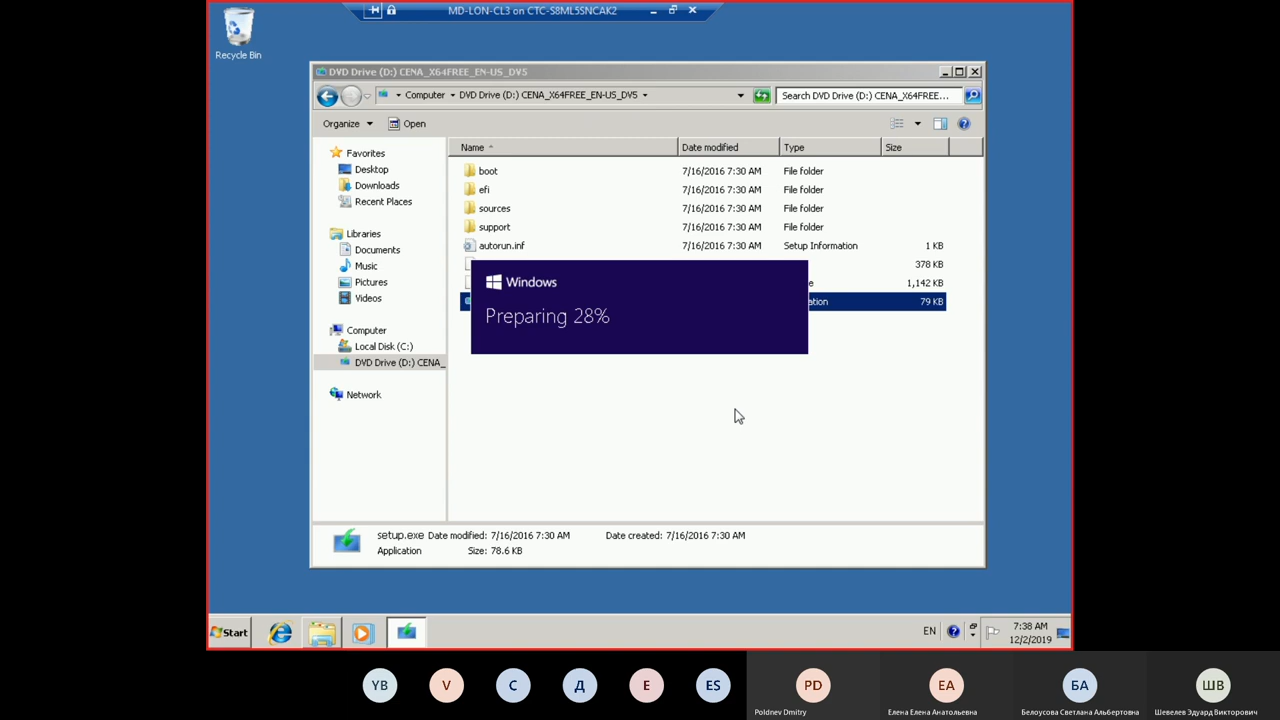 MD-LON-CL3 on CTC-S8ML5SNCAK2
Recycle Bin
DVD Drive (D:) CENA_X64FREE_EN-US_DV5
Computer
DVD Drive (D:) CENA_X64FREE_EN-US_DV5
Search DVD Drive (D:) CENA_X64FREE...
Organize
Open
Name
Date modified
Type
Size
Favorites
Desktop
Downloads
Recent Places
Libraries
Documents
Music
Pictures
Videos
Computer
Local Disk (C:)
DVD Drive (D:) CENA_
Network
boot 7/16/2016 7:30 AM File folder
efi 7/16/2016 7:30 AM File folder
sources 7/16/2016 7:30 AM File folder
support 7/16/2016 7:30 AM File folder
autorun.inf 7/16/2016 7:30 AM Setup Information 1 KB
378 KB
1,142 KB
79 KB
Windows
Preparing 28%
setup.exe Date modified: 7/16/2016 7:30 AM Date created: 7/16/2016 7:30 AM
Application Size: 78.6 KB
Start
EN
7:38 AM
12/2/2019
YB
V
С
Д
E
ES
PD
EA
БА
ШВ
Poldnev Dmitry
Елена Елена Анатольевна
Белоусова Светлана Альбертовна
Шевелев Эдуард Викторович